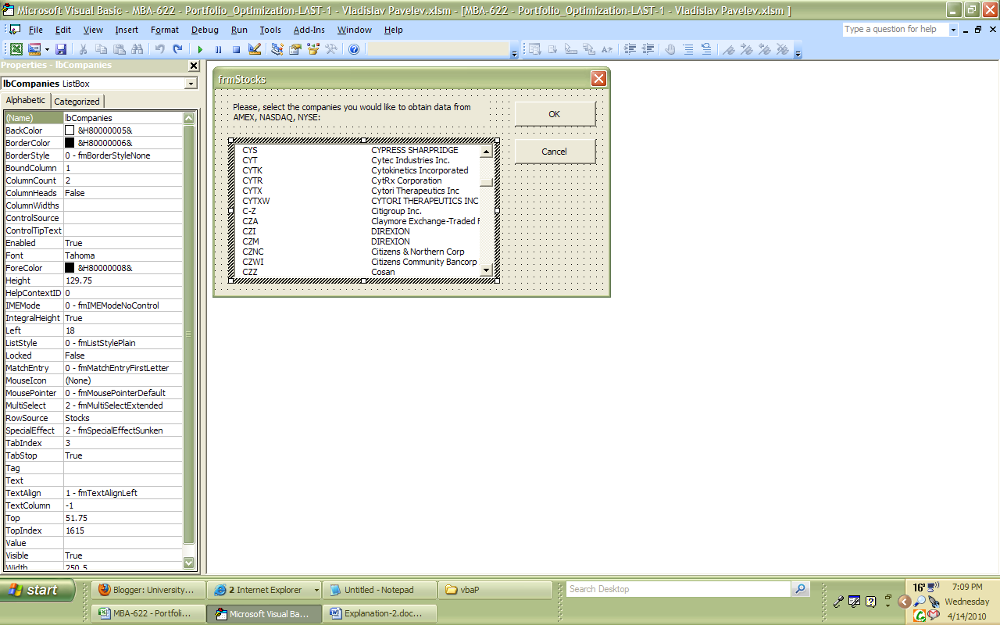 Microsoft Visual Basic - MBA-622 - Portfolio_Optimization-LAST-1 - Vladislav Pavelev.xlsm - [MBA-622 - Portfolio_Optimization-LAST-1 - Vladislav Pavelev.xlsm ]
File Edit View Insert Format Debug Run Tools Add-Ins Window Help
Type a question for help
Properties - lbCompanies
lbCompanies ListBox
Alphabetic Categorized
(Name) lbCompanies
BackColor &H80000005&
BorderColor &H80000006&
BorderStyle 0 - fmBorderStyleNone
BoundColumn 1
ColumnCount 2
ColumnHeads False
ColumnWidths
ControlSource
ControlTipText
Enabled True
Font Tahoma
ForeColor &H80000008&
Height 129.75
HelpContextID 0
IMEMode 0 - fmIMEModeNoControl
IntegralHeight True
Left 18
ListStyle 0 - fmListStylePlain
Locked False
MatchEntry 0 - fmMatchEntryFirstLetter
MouseIcon (None)
MousePointer 0 - fmMousePointerDefault
MultiSelect 2 - fmMultiSelectExtended
RowSource Stocks
SpecialEffect 2 - fmSpecialEffectSunken
TabIndex 3
TabStop True
Tag
Text
TextAlign 1 - fmTextAlignLeft
TextColumn -1
Top 51.75
TopIndex 1615
Value
Visible True
Width 250.5
frmStocks
Please, select the companies you would like to obtain data from
AMEX, NASDAQ, NYSE:
OK
Cancel
CYS CYPRESS SHARPRIDGE
CYT Cytec Industries Inc.
CYTK Cytokinetics Incorporated
CYTR CytRx Corporation
CYTX Cytori Therapeutics Inc
CYTXW CYTORI THERAPEUTICS INC
C-Z Citigroup Inc.
CZA Claymore Exchange-Traded F
CZI DIREXION
CZM DIREXION
CZNC Citizens & Northern Corp
CZWI Citizens Community Bancorp
CZZ Cosan
start
Blogger: University... 2 Internet Explorer Untitled - Notepad vbaP
Search Desktop
MBA-622 - Portfoli... Microsoft Visual Ba... Explanation-2.doc...
16°
7:09 PM
Wednesday
4/14/2010